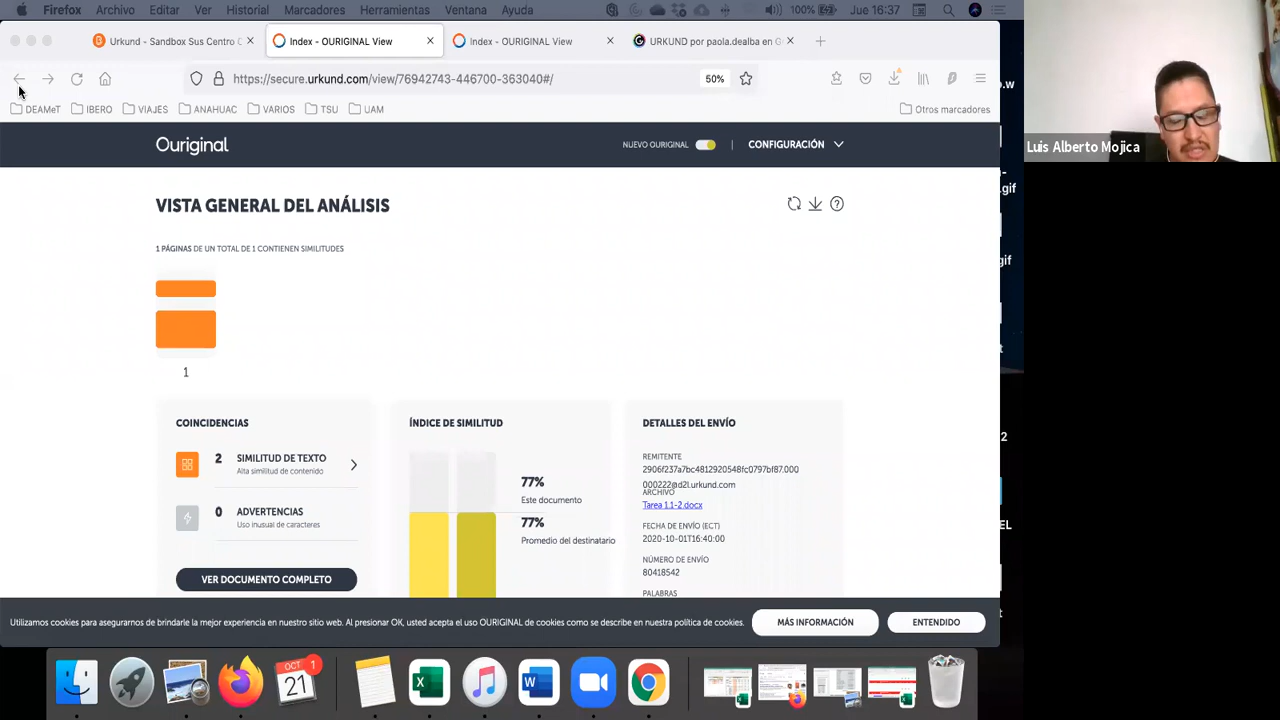 Firefox Archivo Editar Ver Historial Marcadores Herramientas Ventana Ayuda 100% Jue 16:37
Urkund - Sandbox Sus Centro C
Index - OURIGINAL View
Index - OURIGINAL View
URKUND por paola.dealba en G
https://secure.urkund.com/view/76942743-446700-363040#/ 50%
DEAMeT IBERO VIAJES ANAHUAC VARIOS TSU UAM Otros marcadores
Ouriginal
NUEVO OURIGINAL | CONFIGURACIÓN
VISTA GENERAL DEL ANÁLISIS
1 PÁGINAS DE UN TOTAL DE 1 CONTIENEN SIMILITUDES
1
COINCIDENCIAS
2 SIMILITUD DE TEXTO
Alta similitud de contenido
0 ADVERTENCIAS
Uso inusual de caracteres
VER DOCUMENTO COMPLETO
ÍNDICE DE SIMILITUD
77%
Este documento
77%
Promedio del destinatario
DETALLES DEL ENVÍO
REMITENTE
2906f237a7bc4812920548fc0797bf87.000
000222@d2l.urkund.com
ARCHIVO
Tarea 1.1-2.docx
FECHA DE ENVÍO (ECT)
2020-10-01T16:40:00
NÚMERO DE ENVÍO
80418542
PALABRAS
Utilizamos cookies para asegurarnos de brindarle la mejor experiencia en nuestro sitio web. Al presionar OK, usted acepta el uso OURIGINAL de cookies como se describe en nuestra política de cookies.
MÁS INFORMACIÓN
ENTENDIDO
OCT 1
21
Luis Alberto Mojica
.gif
gif
2
EL